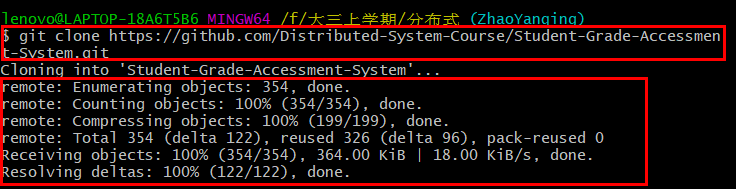 lenovo@LAPTOP-18A6T5B6 MINGW64 /f/大三上学期/分布式 (ZhaoYanqing)
$ git clone https://github.com/Distributed-System-Course/Student-Grade-Accessmen
t-System.git
Cloning into 'Student-Grade-Accessment-System'...
remote: Enumerating objects: 354, done.
remote: Counting objects: 100% (354/354), done.
remote: Compressing objects: 100% (199/199), done.
remote: Total 354 (delta 122), reused 326 (delta 96), pack-reused 0
Receiving objects: 100% (354/354), 364.00 KiB | 18.00 KiB/s, done.
Resolving deltas: 100% (122/122), done.